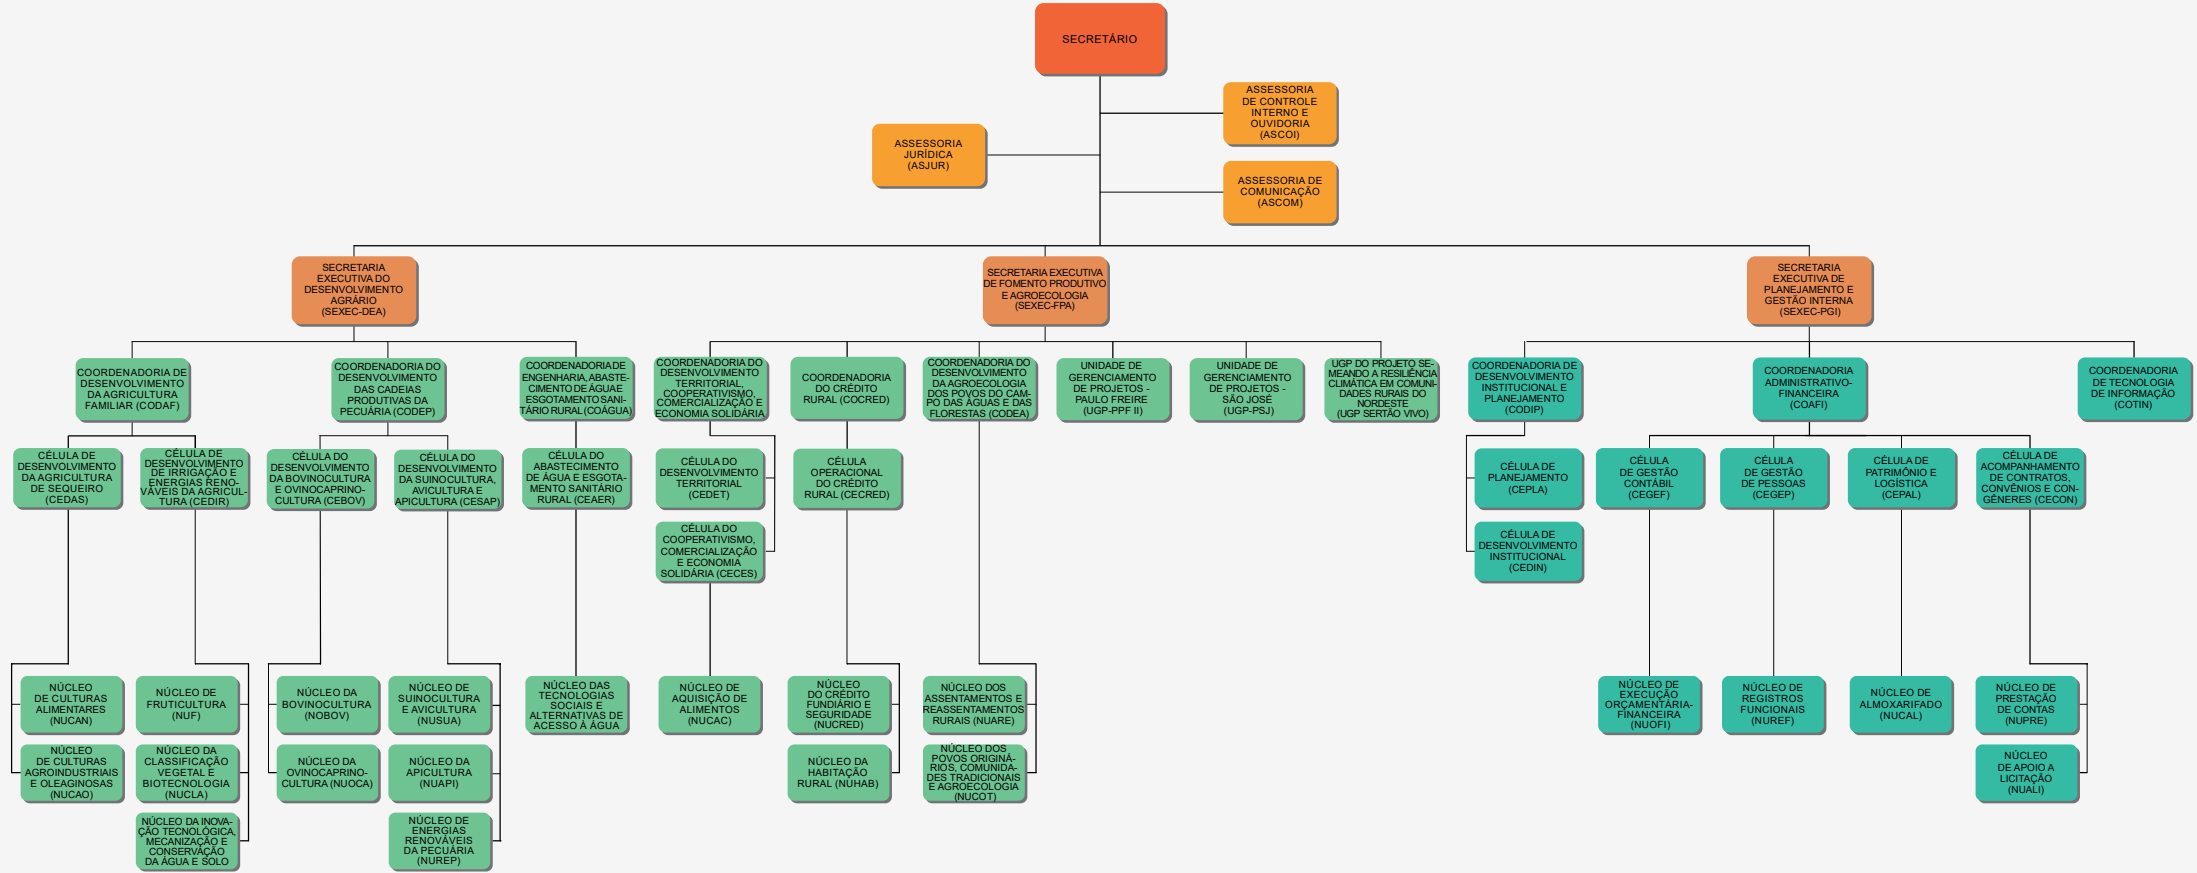 SECRETÁRIO
ASSESSORIA
DE CONTROLE
INTERNO E
OUVIDORIA
(ASCOI)
ASSESSORIA
JURÍDICA
(ASJUR)
ASSESSORIA DE
COMUNICAÇÃO
(ASCOM)
SECRETARIA
EXECUTIVA DO
DESENVOLVIMENTO
AGRÁRIO
(SEXEC-DEA)
SECRETARIA EXECUTIVA
DE FOMENTO PRODUTIVO
E AGROECOLOGIA
(SEXEC-FPA)
SECRETARIA
EXECUTIVA DE
PLANEJAMENTO E
GESTÃO INTERNA
(SEXEC-PGI)
COORDENADORIA DE
DESENVOLVIMENTO
DA AGRICULTURA
FAMILIAR (CODAF)
COORDENADORIA DO
DESENVOLVIMENTO
DAS CADEIAS
PRODUTIVAS DA
PECUÁRIA (CODEP)
COORDENADORIA DE
ENGENHARIA, ABASTE-
CIMENTO DE ÁGUAE
ESGOTAMENTO SANI-
TÁRIO RURAL (COÁGUA)
COORDENADORIA DO
DESENVOLVIMENTO
TERRITORIAL,
COOPERATIVISMO,
COMERCIALIZAÇÃO E
ECONOMIA SOLIDÁRIA
COORDENADORIA
DO CRÉDITO
RURAL (COCRED)
COORDENADORIA DO
DESENVOLVIMENTO
DA AGROECOLOGIA
DOS POVOS DO CAM-
PO DAS ÁGUAS E DAS
FLORESTAS (CODEA)
UNIDADE DE
GERENCIAMENTO
DE PROJETOS -
PAULO FREIRE
(UGP-PPF II)
UNIDADE DE
GERENCIAMENTO
DE PROJETOS -
SÃO JOSÉ
(UGP-PSJ)
UGP DO PROJETO SE-
MEANDO A RESILIÊNCIA
CLIMÁTICA EM COMUNI-
DADES RURAIS DO
NORDESTE
(UGP SERTÃO VIVO)
COORDENADORIA DE
DESENVOLVIMENTO
INSTITUCIONAL E
PLANEJAMENTO
(CODIP)
COORDENADORIA
ADMINISTRATIVO-
FINANCEIRA
(COAFI)
COORDENADORIA
DE TECNOLOGIA
DE INFORMAÇÃO
(COTIN)
CÉLULA DE
DESENVOLVIMENTO
DA AGRICULTURA
DE SEQUEIRO
(CEDAS)
CÉLULA DE
DESENVOLVIMENTO
DE IRRIGAÇÃO E
ENERGIAS RENO-
VÁVEIS DA AGRICUL-
TURA (CEDIR)
CÉLULA DO
DESENVOLVIMENTO
DA BOVINOCULTURA
E OVINOCAPRINO-
CULTURA (CEBOV)
CÉLULA DO
DESENVOLVIMENTO
DA SUINOCULTURA,
AVICULTURA E
APICULTURA (CESAP)
CÉLULA DO
ABASTECIMENTO
DE ÁGUA E ESGOTA-
MENTO SANITÁRIO
RURAL (CEAER)
CÉLULA DO
DESENVOLVIMENTO
TERRITORIAL
(CEDET)
CÉLULA
OPERACIONAL
DO CRÉDITO
RURAL (CECRED)
CÉLULA DE
PLANEJAMENTO
(CEPLA)
CÉLULA
DE GESTÃO
CONTÁBIL
(CEGEF)
CÉLULA
DE GESTÃO
DE PESSOAS
(CEGEP)
CÉLULA DE
PATRIMÔNIO E
LOGÍSTICA
(CEPAL)
CÉLULA DE
ACOMPANHAMENTO
DE CONTRATOS,
CONVÊNIOS E CON-
GÊNERES (CECON)
CÉLULA DO
COOPERATIVISMO,
COMERCIALIZAÇÃO
E ECONOMIA
SOLIDÁRIA (CECES)
CÉLULA DE
DESENVOLVIMENTO
INSTITUCIONAL
(CEDIN)
NÚCLEO
DE CULTURAS
ALIMENTARES
(NUCAN)
NÚCLEO DE
FRUTICULTURA
(NUF)
NÚCLEO DA
BOVINOCULTURA
(NOBOV)
NÚCLEO DE
SUINOCULTURA
E AVICULTURA
(NUSUA)
NÚCLEO DAS
TECNOLOGIAS
SOCIAIS E
ALTERNATIVAS DE
ACESSO À ÁGUA
NÚCLEO DE
AQUISIÇÃO DE
ALIMENTOS
(NUCAC)
NÚCLEO
DO CRÉDITO
FUNDIÁRIO E
SEGURIDADE
(NUCRED)
NÚCLEO DOS
ASSENTAMENTOS E
REASSENTAMENTOS
RURAIS (NUARE)
NÚCLEO DE
EXECUÇÃO
ORÇAMENTÁRIA-
FINANCEIRA
(NUOFI)
NÚCLEO DE
REGISTROS
FUNCIONAIS
(NUREF)
NÚCLEO DE
ALMOXARIFADO
(NUCAL)
NÚCLEO DE
PRESTAÇÃO
DE CONTAS
(NUPRE)
NÚCLEO
DE CULTURAS
AGROINDUSTRIAIS
E OLEAGINOSAS
(NUCAO)
NÚCLEO DA
CLASSIFICAÇÃO
VEGETAL E
BIOTECNOLOGIA
(NUCLA)
NÚCLEO DA
OVINOCAPRINO-
CULTURA (NUOCA)
NÚCLEO DA
APICULTURA
(NUAPI)
NÚCLEO DA
HABITAÇÃO
RURAL (NUHAB)
NÚCLEO DOS
POVOS ORIGINÁ-
RIOS, COMUNIDA-
DES TRADICIONAIS
E AGROECOLOGIA
(NUCOT)
NÚCLEO
DE APOIO A
LICITAÇÃO
(NUALI)
NÚCLEO DA INOVA-
ÇÃO TECNOLÓGICA,
MECANIZAÇÃO E
CONSERVAÇÃO
DA ÁGUA E SOLO
NÚCLEO DE
ENERGIAS
RENOVÁVEIS
DA PECUÁRIA
(NUREP)